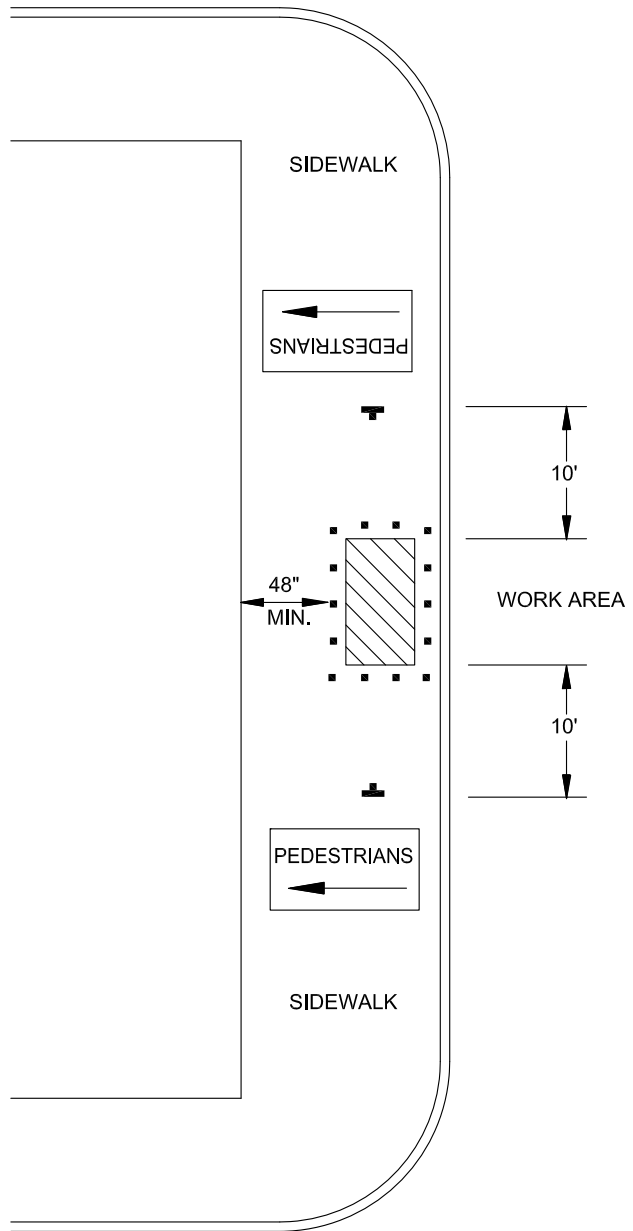 SIDEWALK
PEDESTRIANS
10'
48"
MIN.
WORK AREA
10'
PEDESTRIANS
SIDEWALK